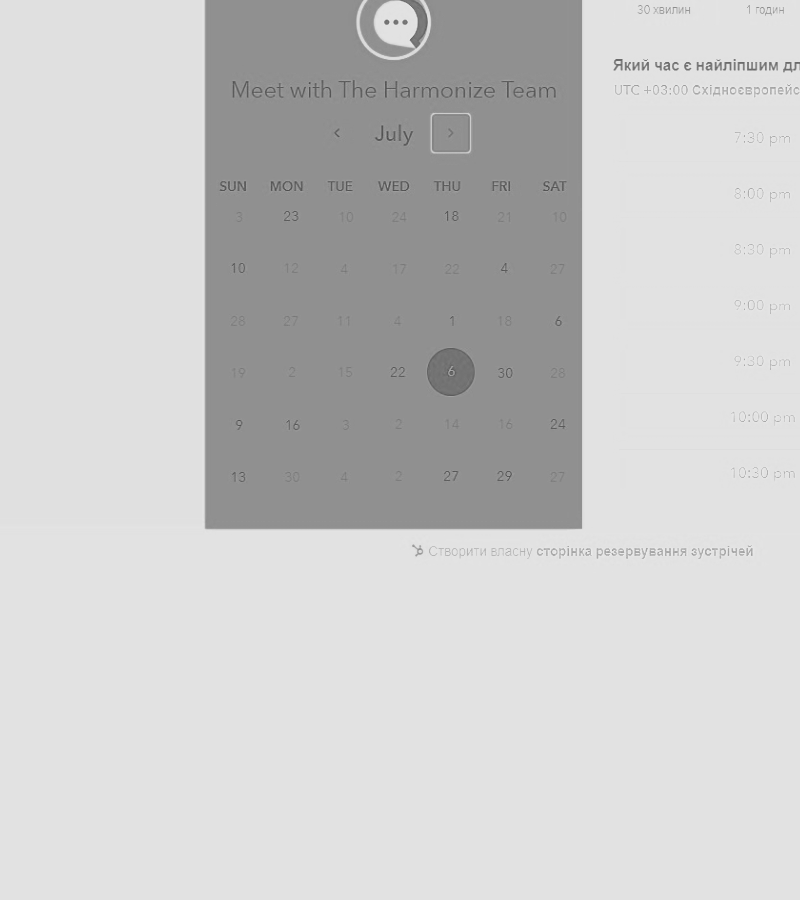 30 хвилин 1 годин
Meet with The Harmonize Team
July
SUN MON TUE WED THU FRI SAT
3 23 10 24 18 21 10
10 12 4 17 22 4 27
28 27 11 4 1 18 6
19 2 15 22 6 30 28
9 16 3 2 14 16 24
13 30 4 2 27 29 27
Який час є найліпшим дл
UTC +03:00 Східноєвропейс
7:30 pm
8:00 pm
8:30 pm
9:00 pm
9:30 pm
10:00 pm
10:30 pm
Створити власну сторінка резервування зустрічей